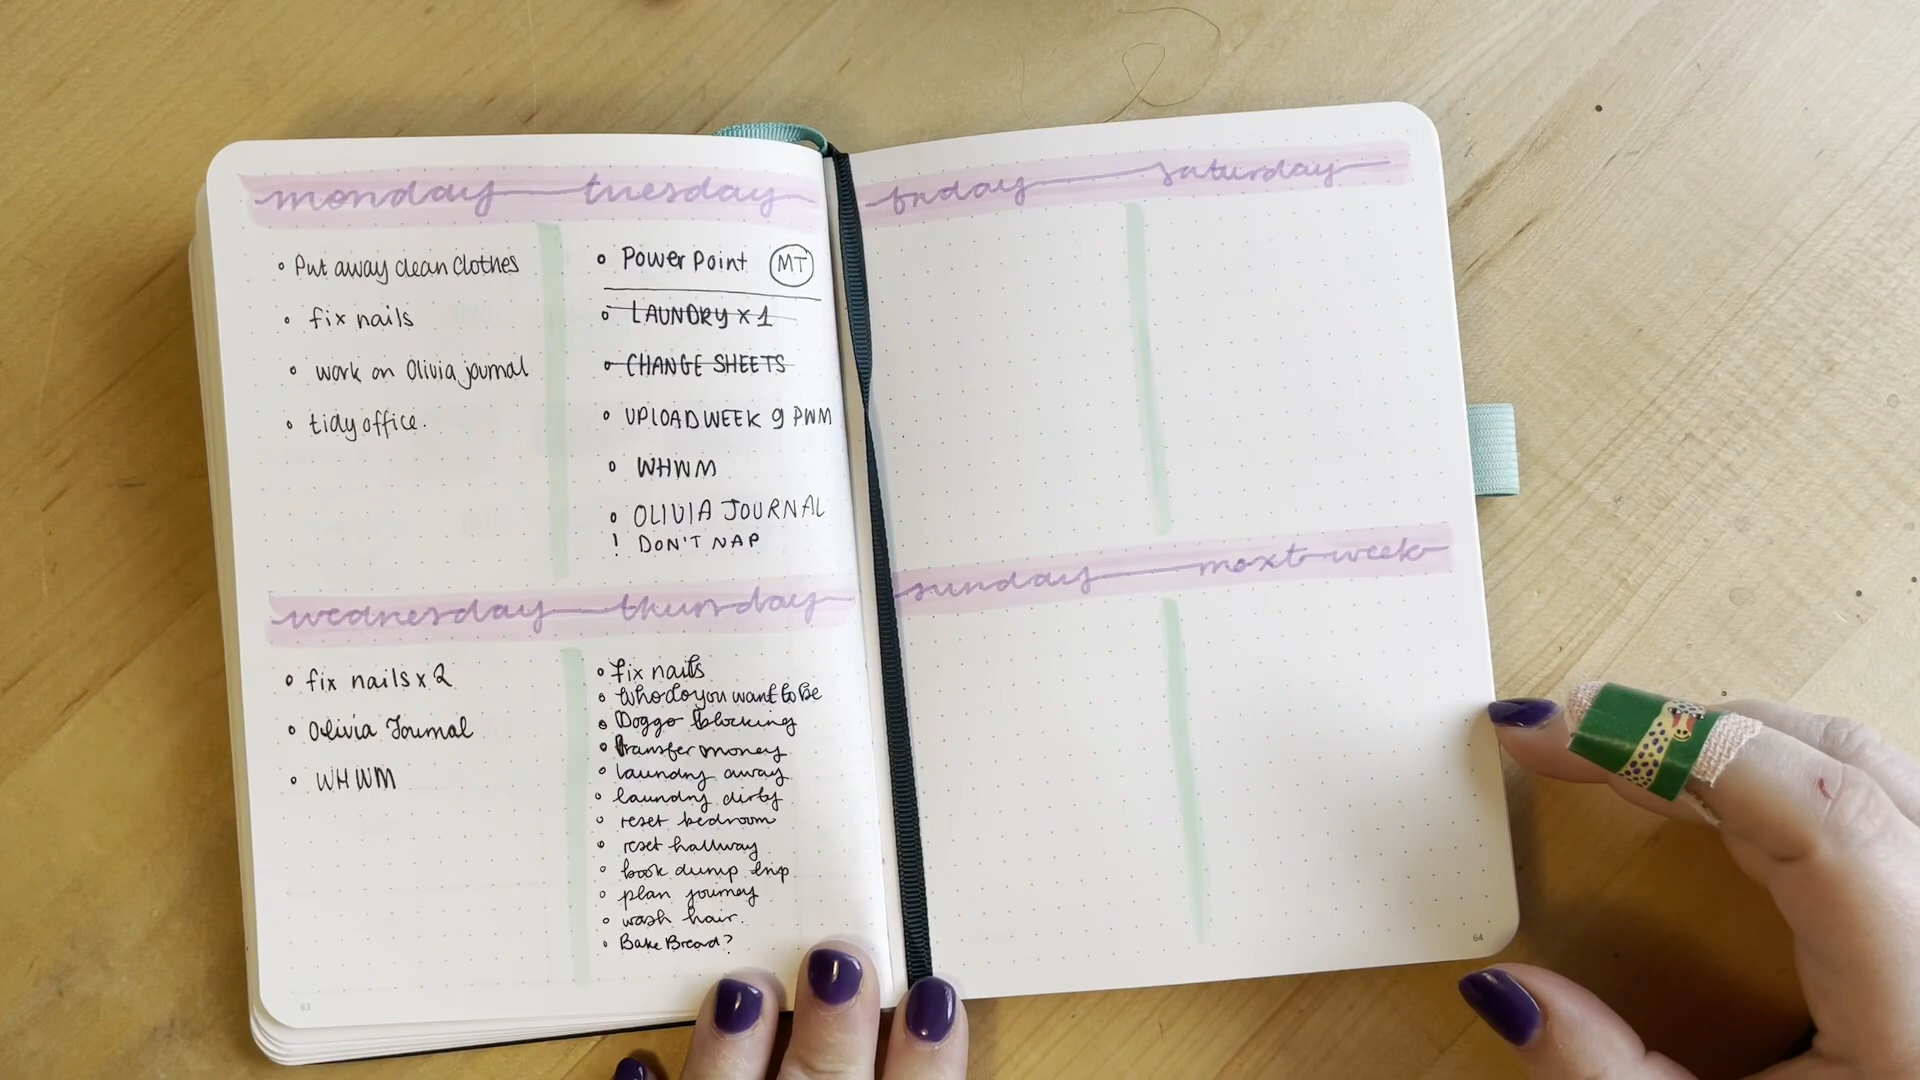 monday tuesday
• Put away clean clothes
• fix nails
• work on Olivia journal
• tidy office.
• PowerPoint MT
• LAUNDRY x 1
• CHANGE SHEETS
• UPLOAD WEEK 9 PWM
• WHWM
• OLIVIA JOURNAL
! DON'T NAP
wednesday thursday
• fix nails x 2
• Olivia Journal
• WHWM
• Fix nails
• Who do you want to be
• Doggo blocking
• Transfer money
• laundry away
• laundry dirty
• reset bedroom
• reset hallway
• book dump trip
• plan journey
• wash hair.
• Bake Bread?
63
friday saturday
sunday next week
64